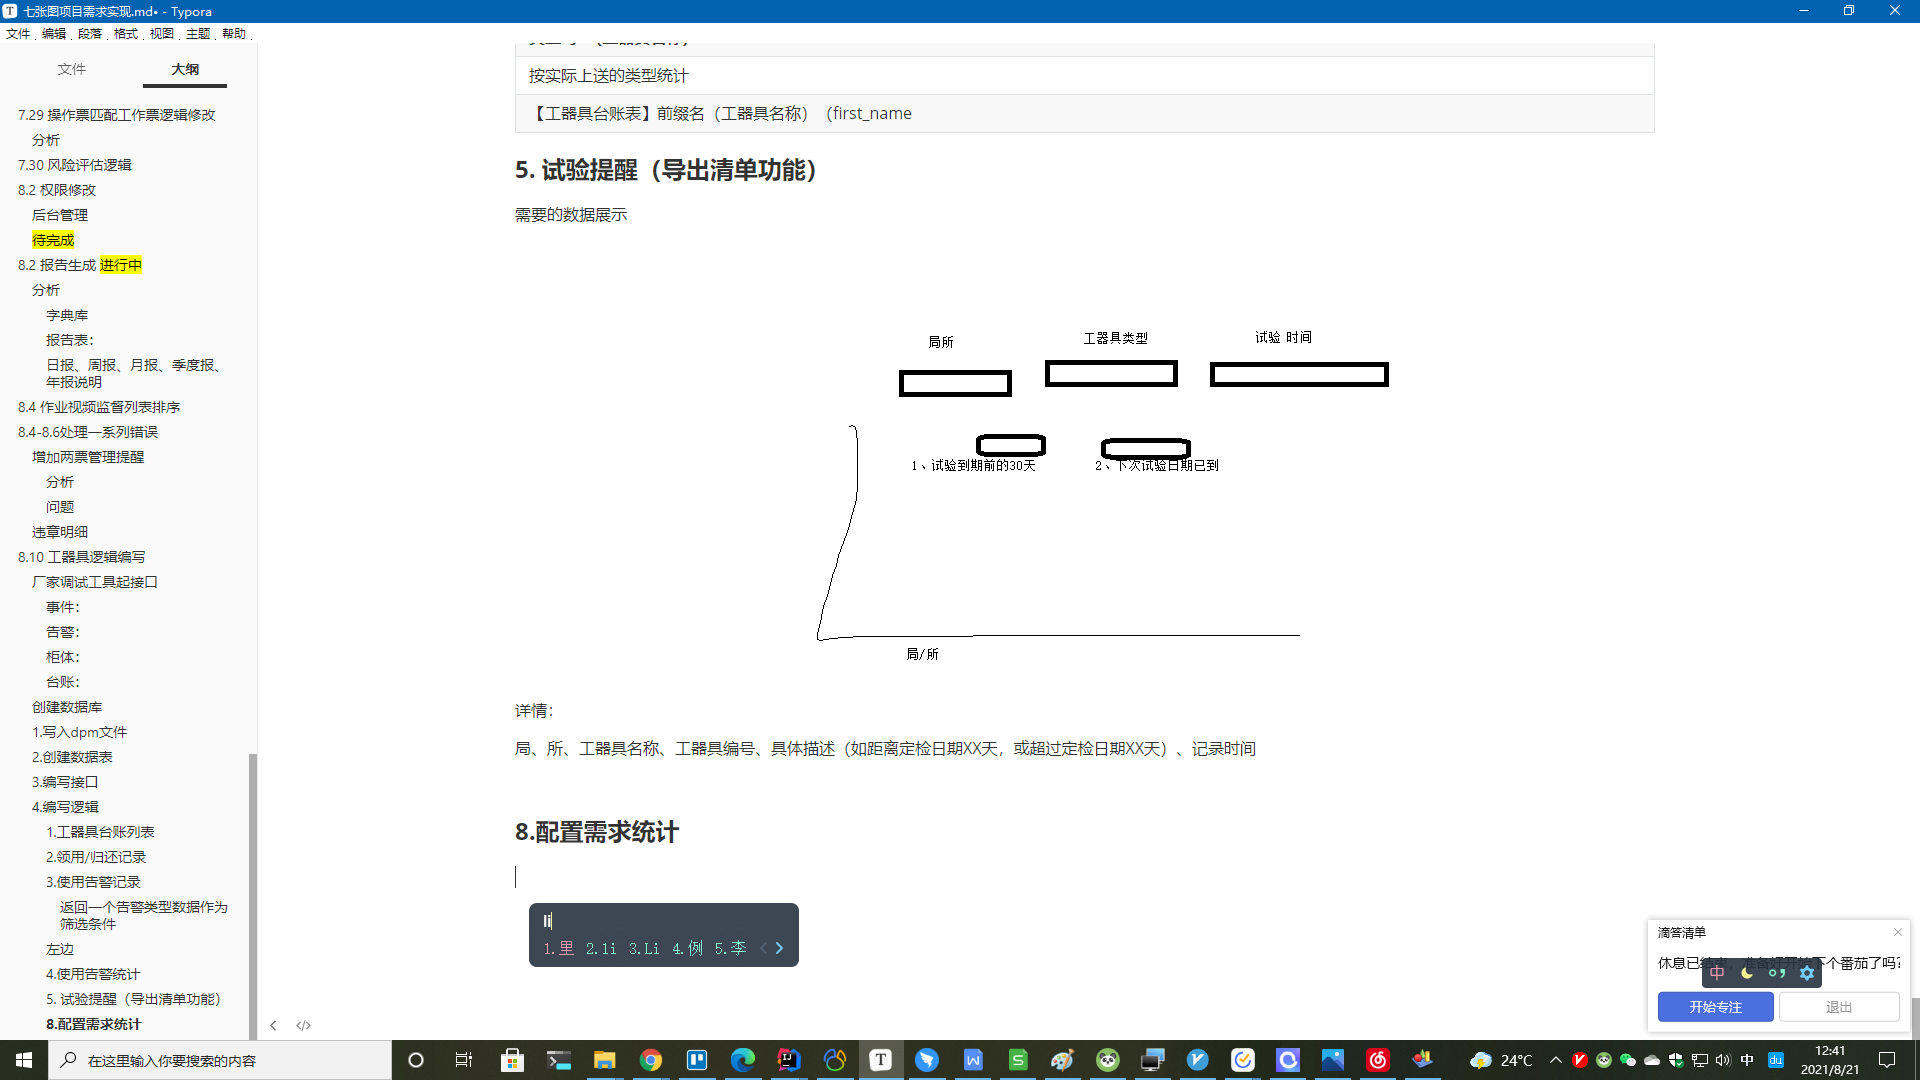 七张图项目需求实现.md• - Typora
文件 编辑 段落 格式 视图 主题 帮助
文件 大纲
7.29 操作票匹配工作票逻辑修改
分析
7.30 风险评估逻辑
8.2 权限修改
后台管理
待完成
8.2 报告生成 进行中
分析
字典库
报告表：
日报、周报、月报、季度报、
年报说明
8.4 作业视频监督列表排序
8.4-8.6处理一系列错误
增加两票管理提醒
分析
问题
违章明细
8.10 工器具逻辑编写
厂家调试工具起接口
事件：
告警：
柜体：
台账：
创建数据库
1.写入dpm文件
2.创建数据表
3.编写接口
4.编写逻辑
1.工器具台账列表
2.领用/归还记录
3.使用告警记录
返回一个告警类型数据作为
筛选条件
左边
4.使用告警统计
5. 试验提醒（导出清单功能）
8.配置需求统计
按实际上送的类型统计
【工器具台账表】前缀名（工器具名称）（first_name
5. 试验提醒（导出清单功能）
需要的数据展示
局所 工器具类型 试验 时间
1、试验到期前的30天 2、下次试验日期已到
局/所
详情：
局、所、工器具名称、工器具编号、具体描述（如距离定检日期XX天，或超过定检日期XX天）、记录时间
8.配置需求统计
li
1.里 2.li 3.Li 4.例 5.李
滴答清单
休息已结束，准备好开始下个番茄了吗?
中
开始专注 退出
在这里输入你要搜索的内容
24°C
中
du
12:41
2021/8/21